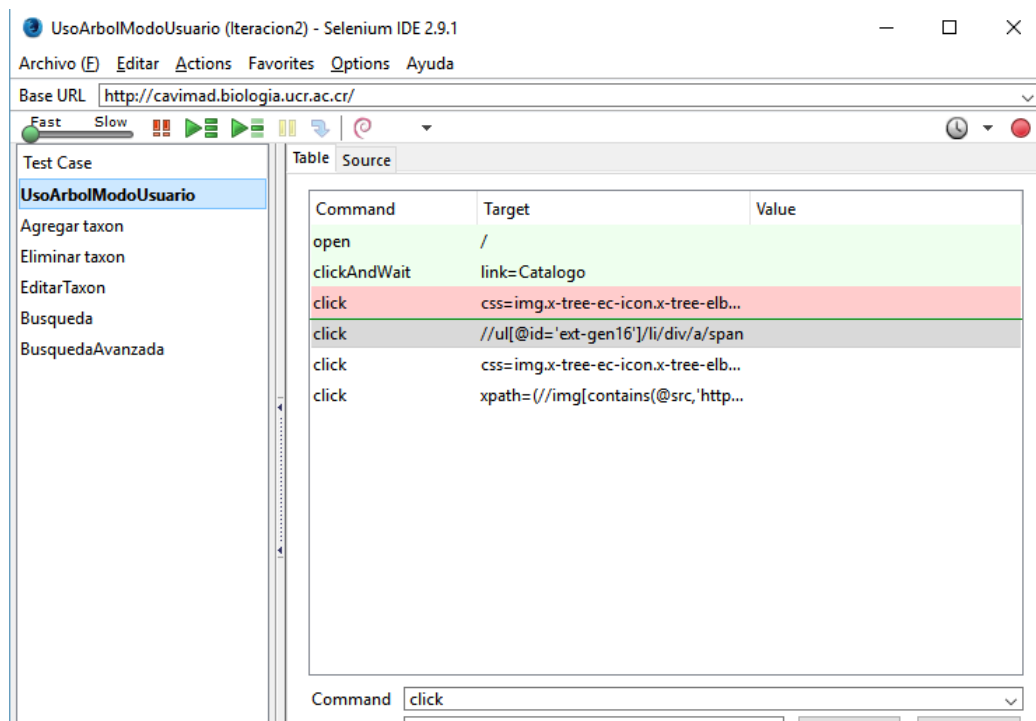 UsoArbolModoUsuario (Iteracion2) - Selenium IDE 2.9.1
Archivo (F) Editar Actions Favorites Options Ayuda
Base URL http://cavimad.biologia.ucr.ac.cr/
Fast Slow
Test Case
UsoArbolModoUsuario
Agregar taxon
Eliminar taxon
EditarTaxon
Busqueda
BusquedaAvanzada
Table Source
Command Target Value
open /
clickAndWait link=Catalogo
click css=img.x-tree-ec-icon.x-tree-elb...
click //ul[@id='ext-gen16']/li/div/a/span
click css=img.x-tree-ec-icon.x-tree-elb...
click xpath=(//img[contains(@src,'http...
Command click